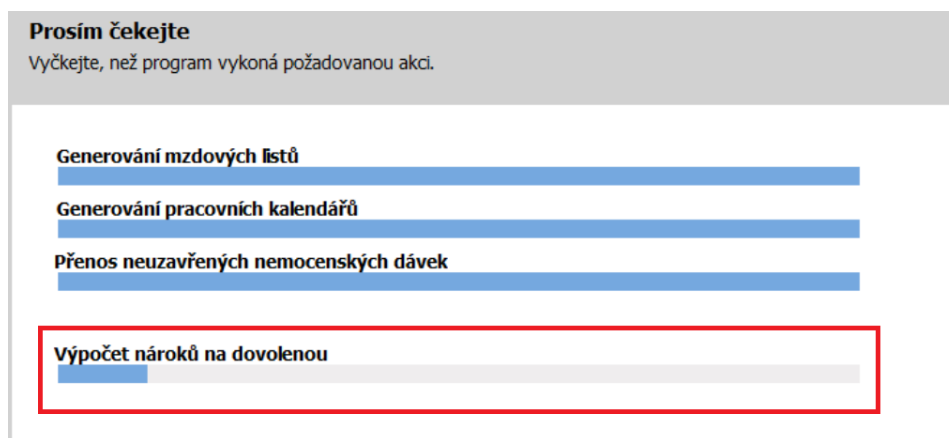 Prosím čekejte
Vyčkejte, než program vykoná požadovanou akci.
Generování mzdových listů
Generování pracovních kalendářů
Přenos neuzavřených nemocenských dávek
Výpočet nároků na dovolenou